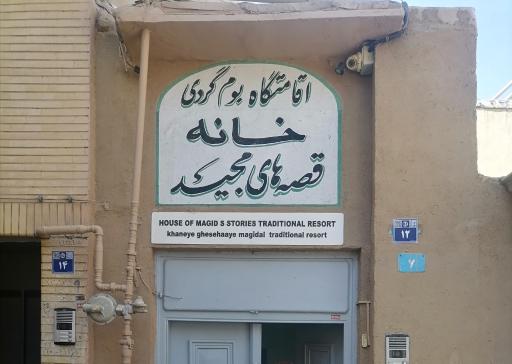 اقامتگاه بوم گردی
خانه
قصه های مجید
HOUSE OF MAGID S STORIES TRADITIONAL RESORT
khaneye ghesehaaye magidai traditional resort
۱۴
۱۲
۷